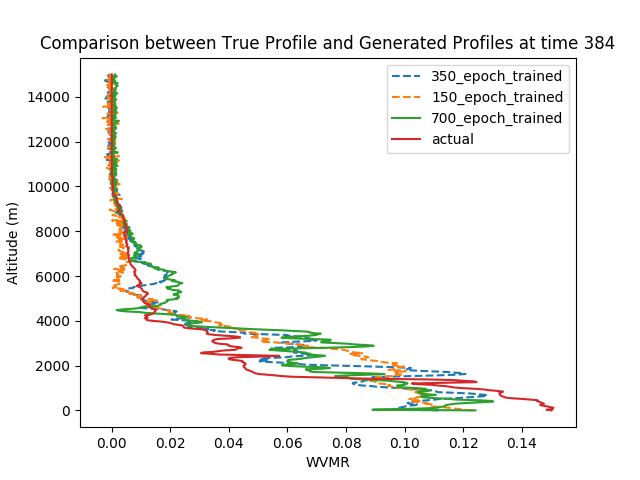 Comparison between True Profile and Generated Profiles at time 384
350_epoch_trained
150_epoch_trained
700_epoch_trained
actual
14000
12000
10000
8000
6000
4000
2000
0
Altitude (m)
0.00 0.02 0.04 0.06 0.08 0.10 0.12 0.14
WVMR